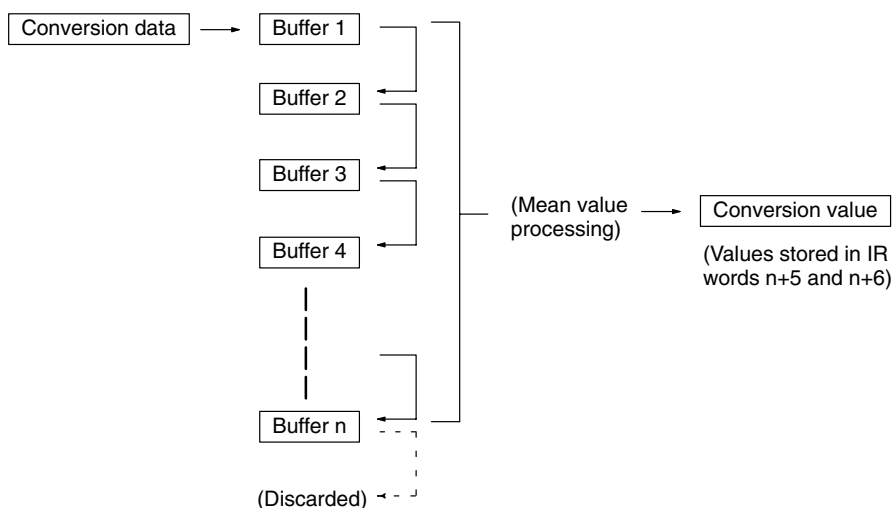 Conversion data
Buffer 1
Buffer 2
Buffer 3
Buffer 4
Buffer n
(Discarded)
(Mean value
processing)
Conversion value
(Values stored in IR
words n+5 and n+6)